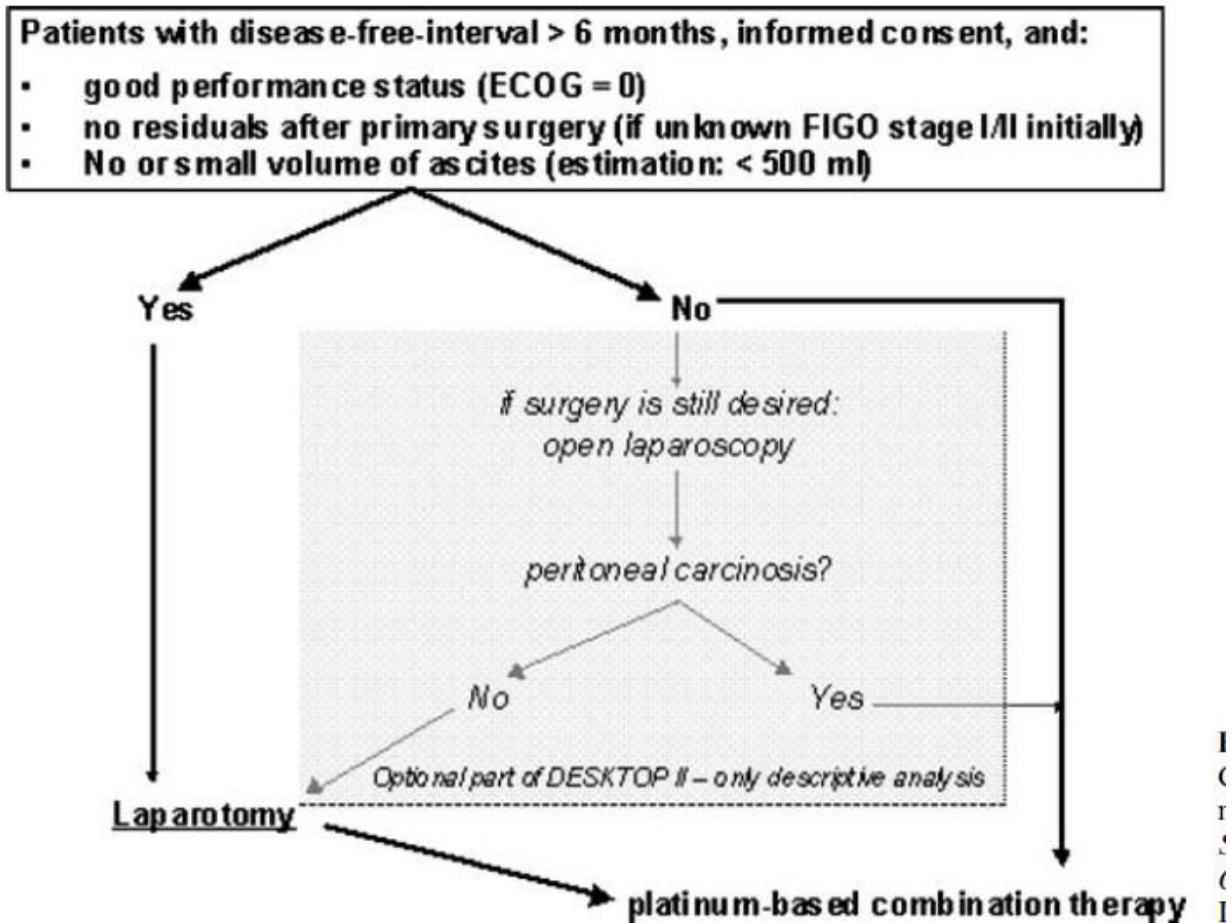 Patients with disease-free-interval > 6 months, informed consent, and:
▪ good performance status (ECOG = 0)
▪ no residuals after primary surgery (if unknown FIGO stage I/II initially)
▪ No or small volume of ascites (estimation: < 500 ml)
Yes
No
if surgery is still desired:
open laparoscopy
peritoneal carcinosis?
No
Yes
Optional part of DESKTOP II – only descriptive analysis
Laparotomy
platinum-based combination therapy